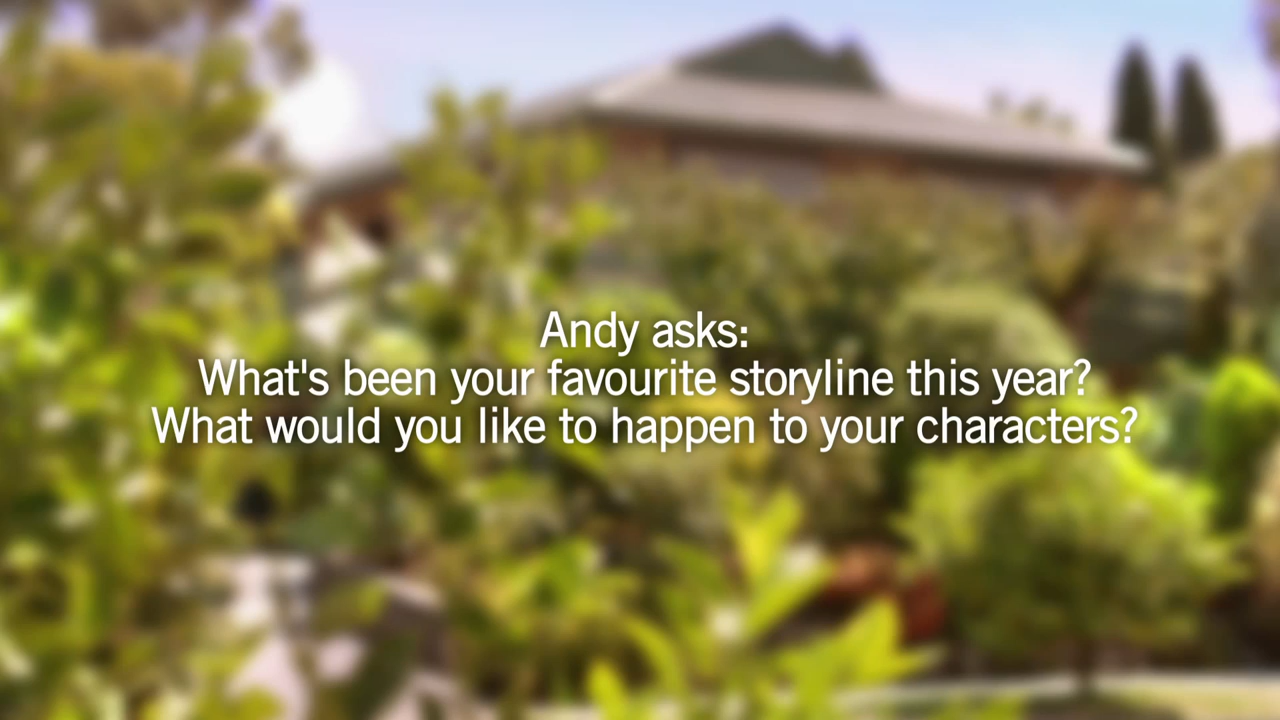 Andy asks:
What's been your favourite storyline this year?
What would you like to happen to your characters?